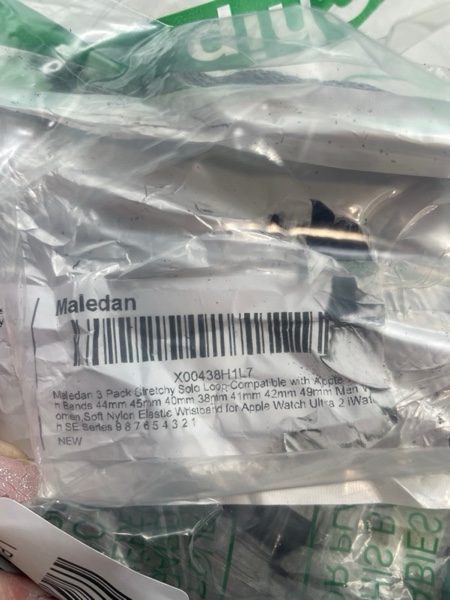 Maledan
X00438H1L7
Maledan 3 Pack Stretchy Solo Loop Compatible with Apple
h Bands 44mm 45mm 40mm 38mm 41mm 42mm 49mm Men W
omen,Soft Nylon Elastic Wristband for Apple Watch Ultra 2 iWat
h SE Series 9 8 7 6 5 4 3 2 1
NEW